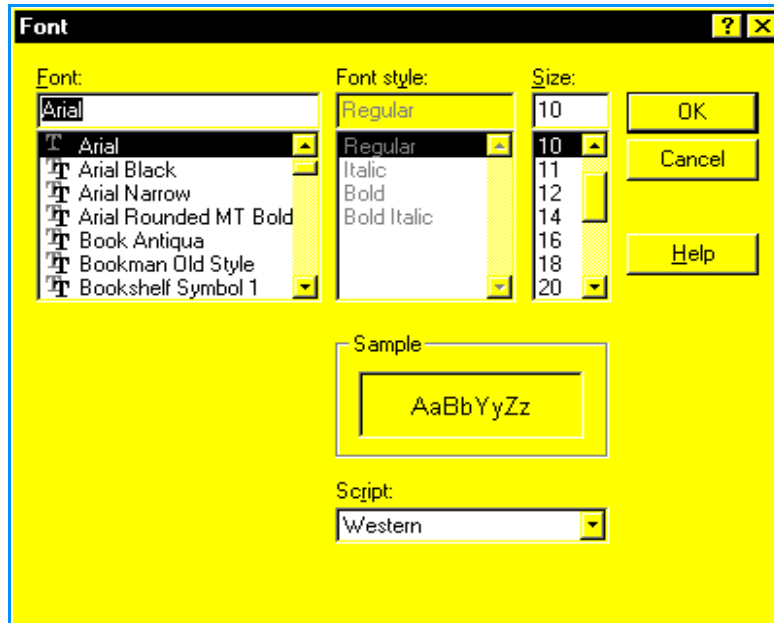 Font
Font: Font style: Size:
Arial Regular 10 OK
Arial Regular 10
Arial Black Italic 11 Cancel
Arial Narrow Bold 12
Arial Rounded MT Bold Bold Italic 14
Book Antiqua 16
Bookman Old Style 18 Help
Bookshelf Symbol 1 20
Sample
AaBbYyZz
Script:
Western